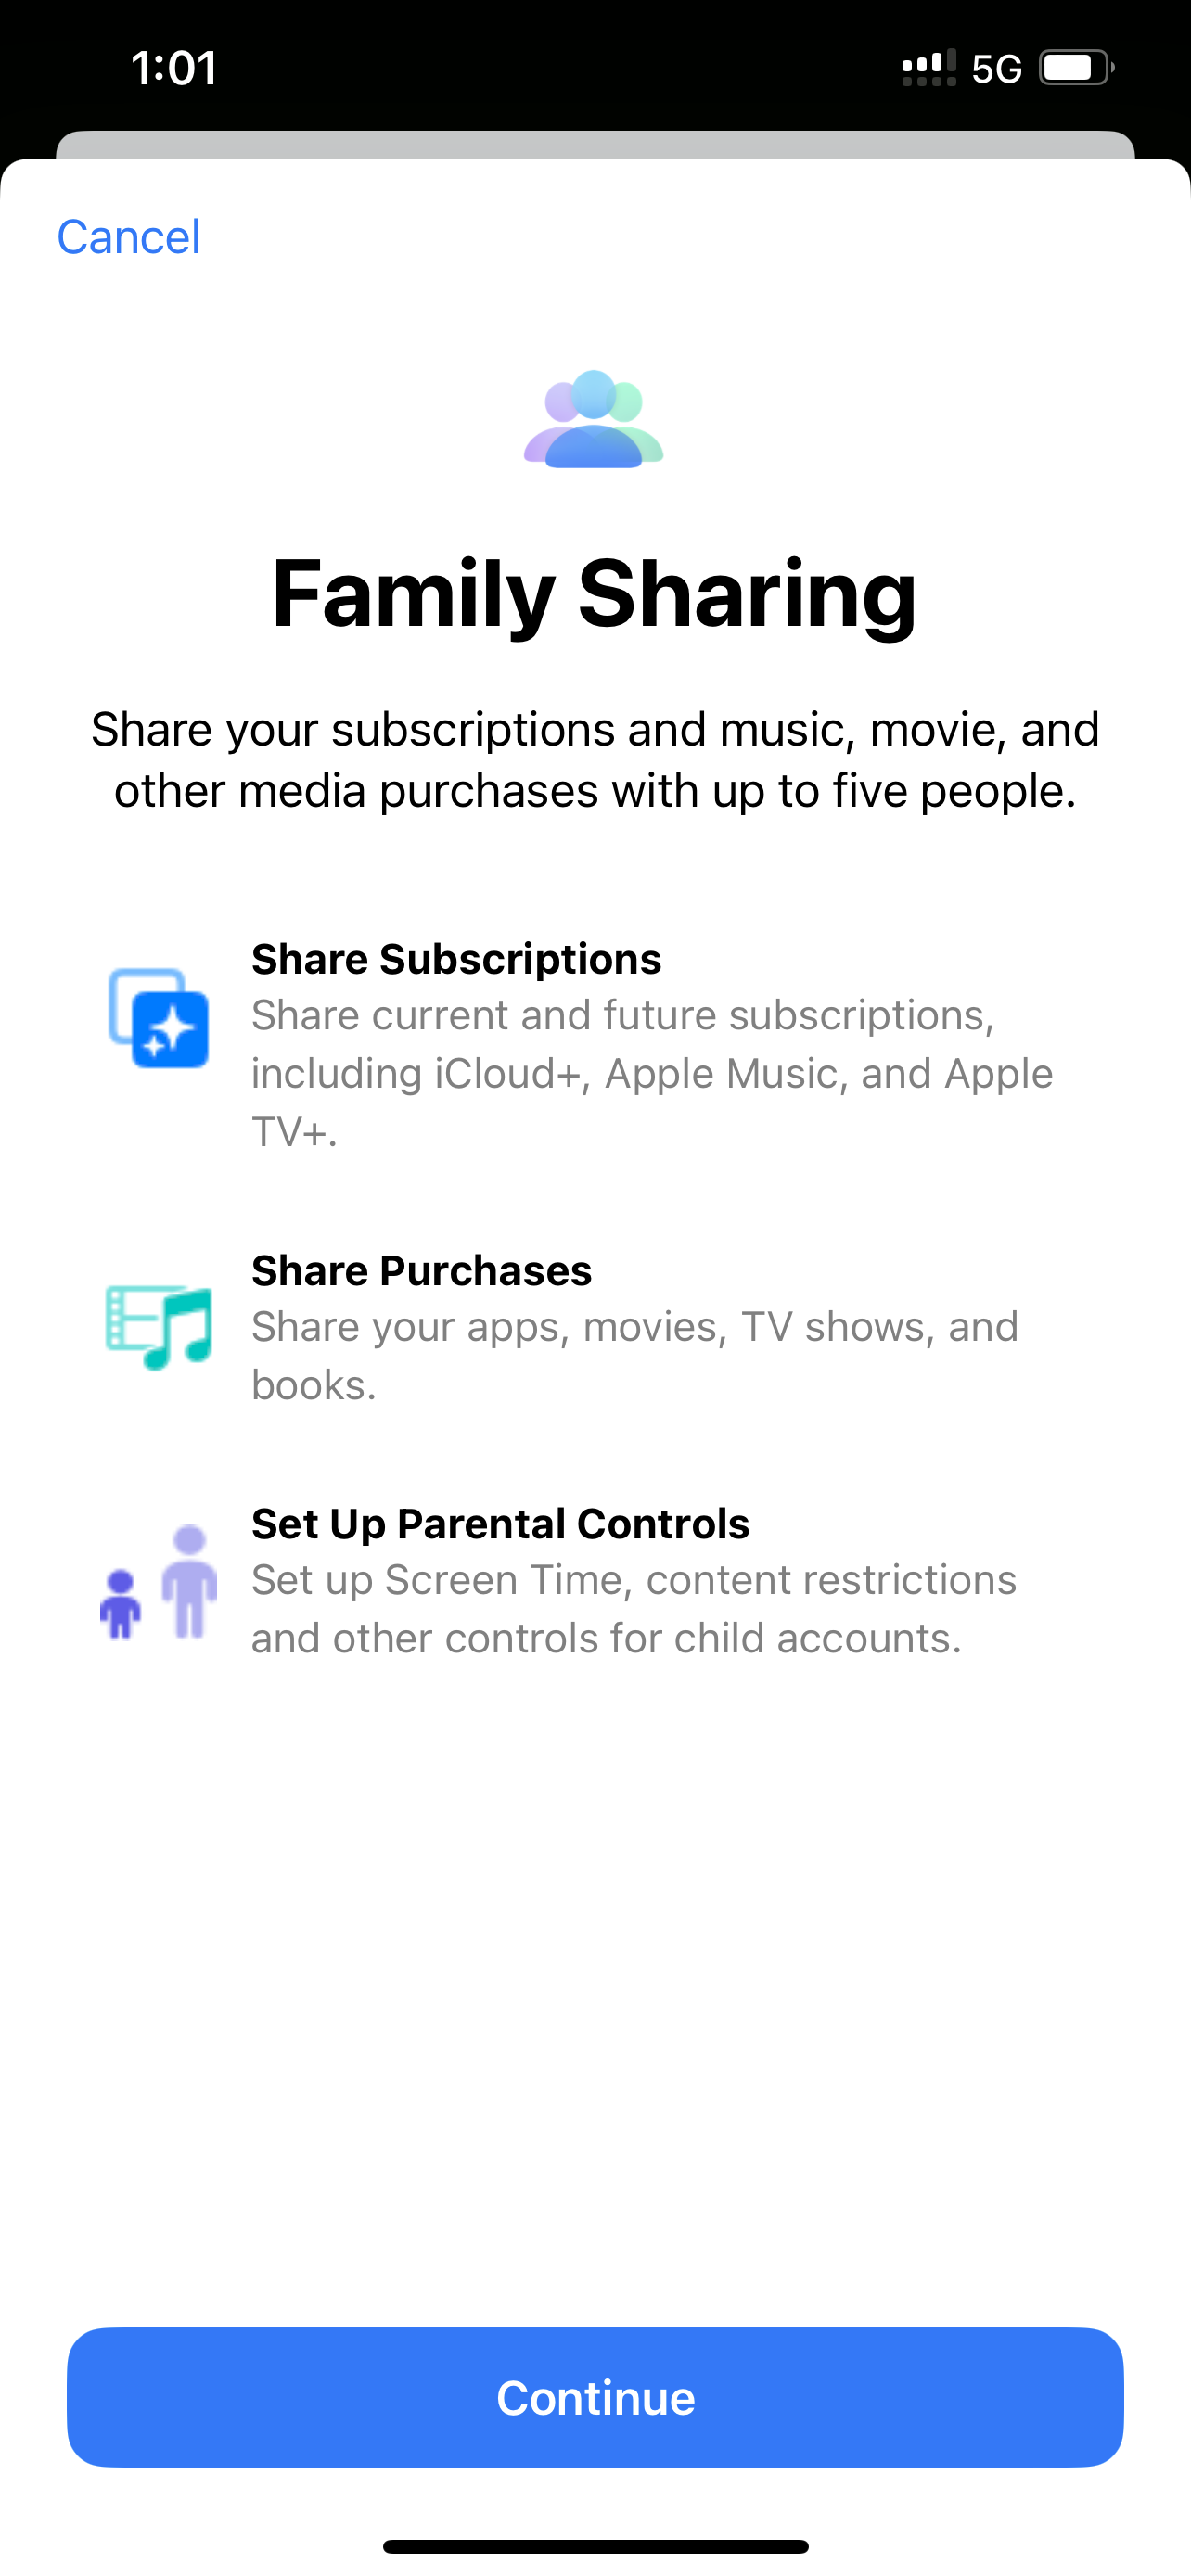 1:01
5G
Cancel
Family Sharing
Share your subscriptions and music, movie, and
other media purchases with up to five people.
Share Subscriptions
Share current and future subscriptions,
including iCloud+, Apple Music, and Apple
TV+.
Share Purchases
Share your apps, movies, TV shows, and
books.
Set Up Parental Controls
Set up Screen Time, content restrictions
and other controls for child accounts.
Continue